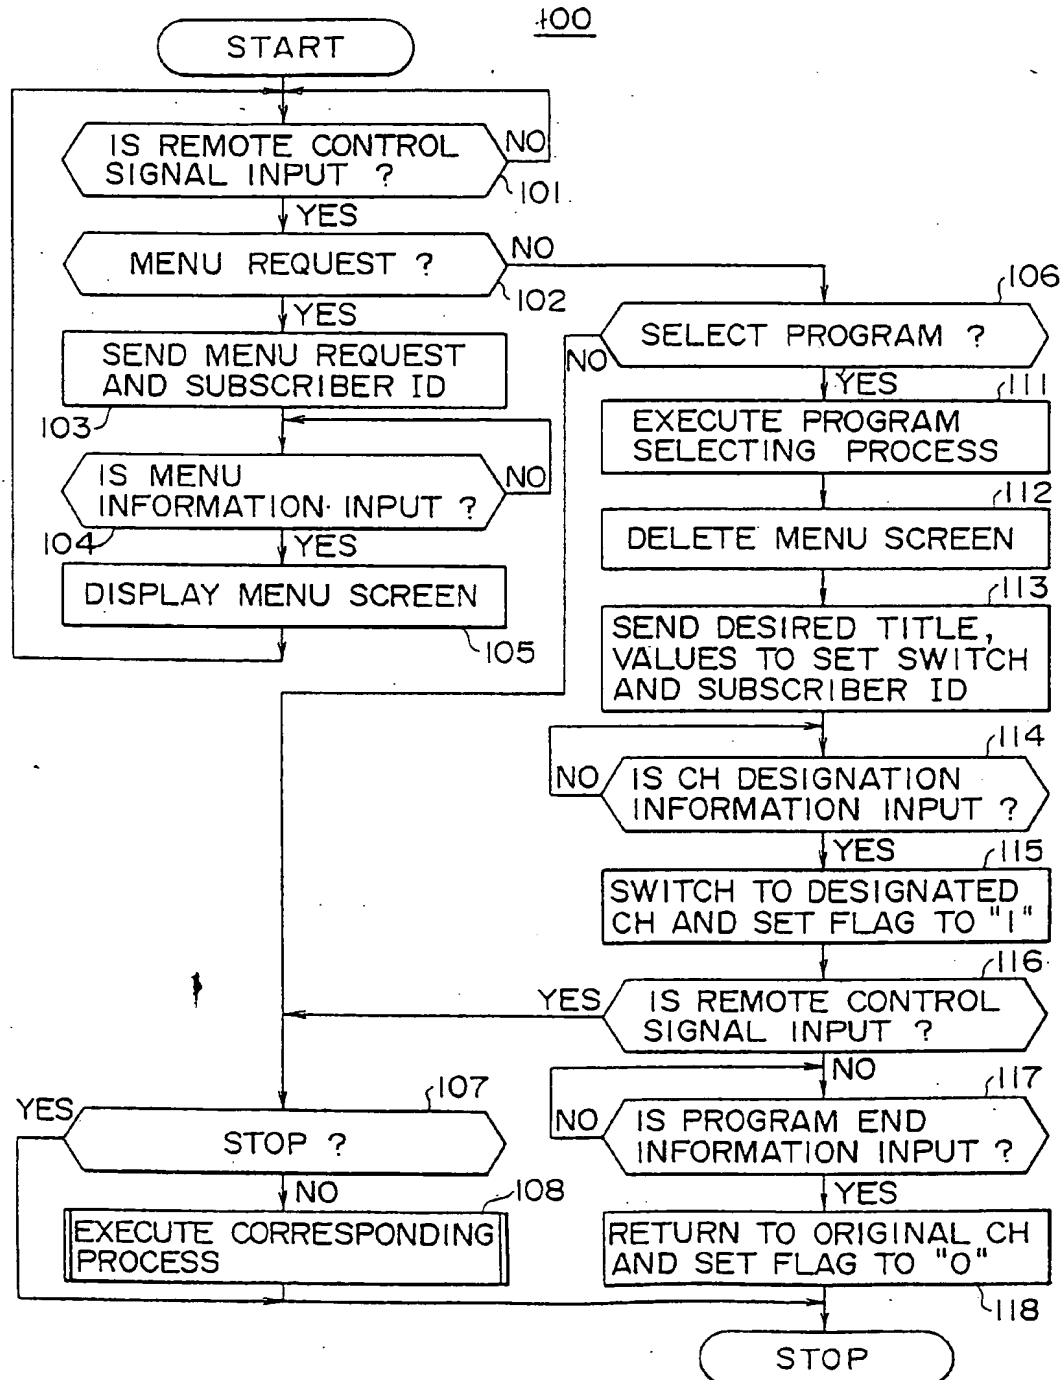 100
START
IS REMOTE CONTROL
SIGNAL INPUT ?
NO
101
YES
MENU REQUEST ?
NO
102
YES
SEND MENU REQUEST
AND SUBSCRIBER ID
103
IS MENU
INFORMATION INPUT ?
NO
104
YES
DISPLAY MENU SCREEN
105
106
SELECT PROGRAM ?
NO
YES
111
EXECUTE PROGRAM
SELECTING PROCESS
112
DELETE MENU SCREEN
113
SEND DESIRED TITLE,
VALUES TO SET SWITCH
AND SUBSCRIBER ID
114
NO
IS CH DESIGNATION
INFORMATION INPUT ?
YES
115
SWITCH TO DESIGNATED
CH AND SET FLAG TO "1"
116
YES
IS REMOTE CONTROL
SIGNAL INPUT ?
NO
117
NO
IS PROGRAM END
INFORMATION INPUT ?
YES
RETURN TO ORIGINAL CH
AND SET FLAG TO "0"
118
107
YES
STOP ?
NO
108
EXECUTE CORRESPONDING
PROCESS
STOP